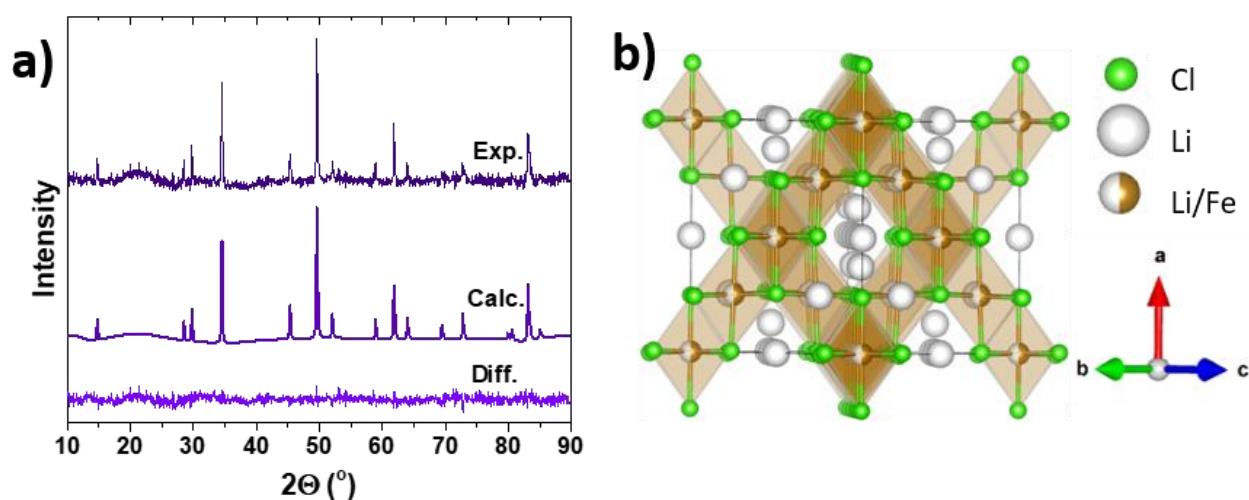 a)
Intensity
Exp.
Calc.
Diff.
10 20 30 40 50 60 70 80 90
2Θ (°)
b)
Cl
Li
Li/Fe
a
b
c